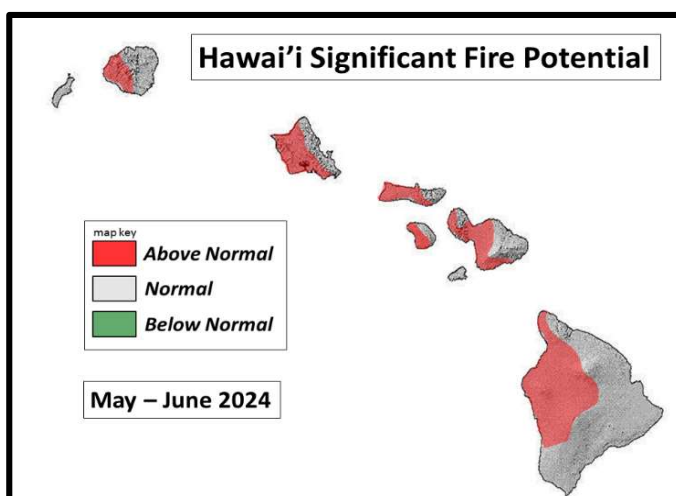 Hawai’i Significant Fire Potential
map key
Above Normal
Normal
Below Normal
May – June 2024